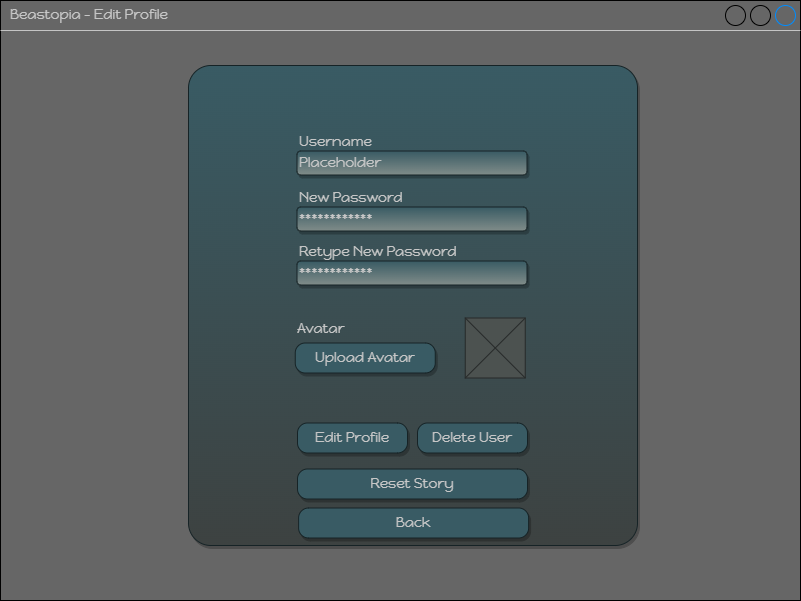 Beastopia - Edit Profile
Username
Placeholder
New Password
************
Retype New Password
************
Avatar
Upload Avatar
Edit Profile
Delete User
Reset Story
Back